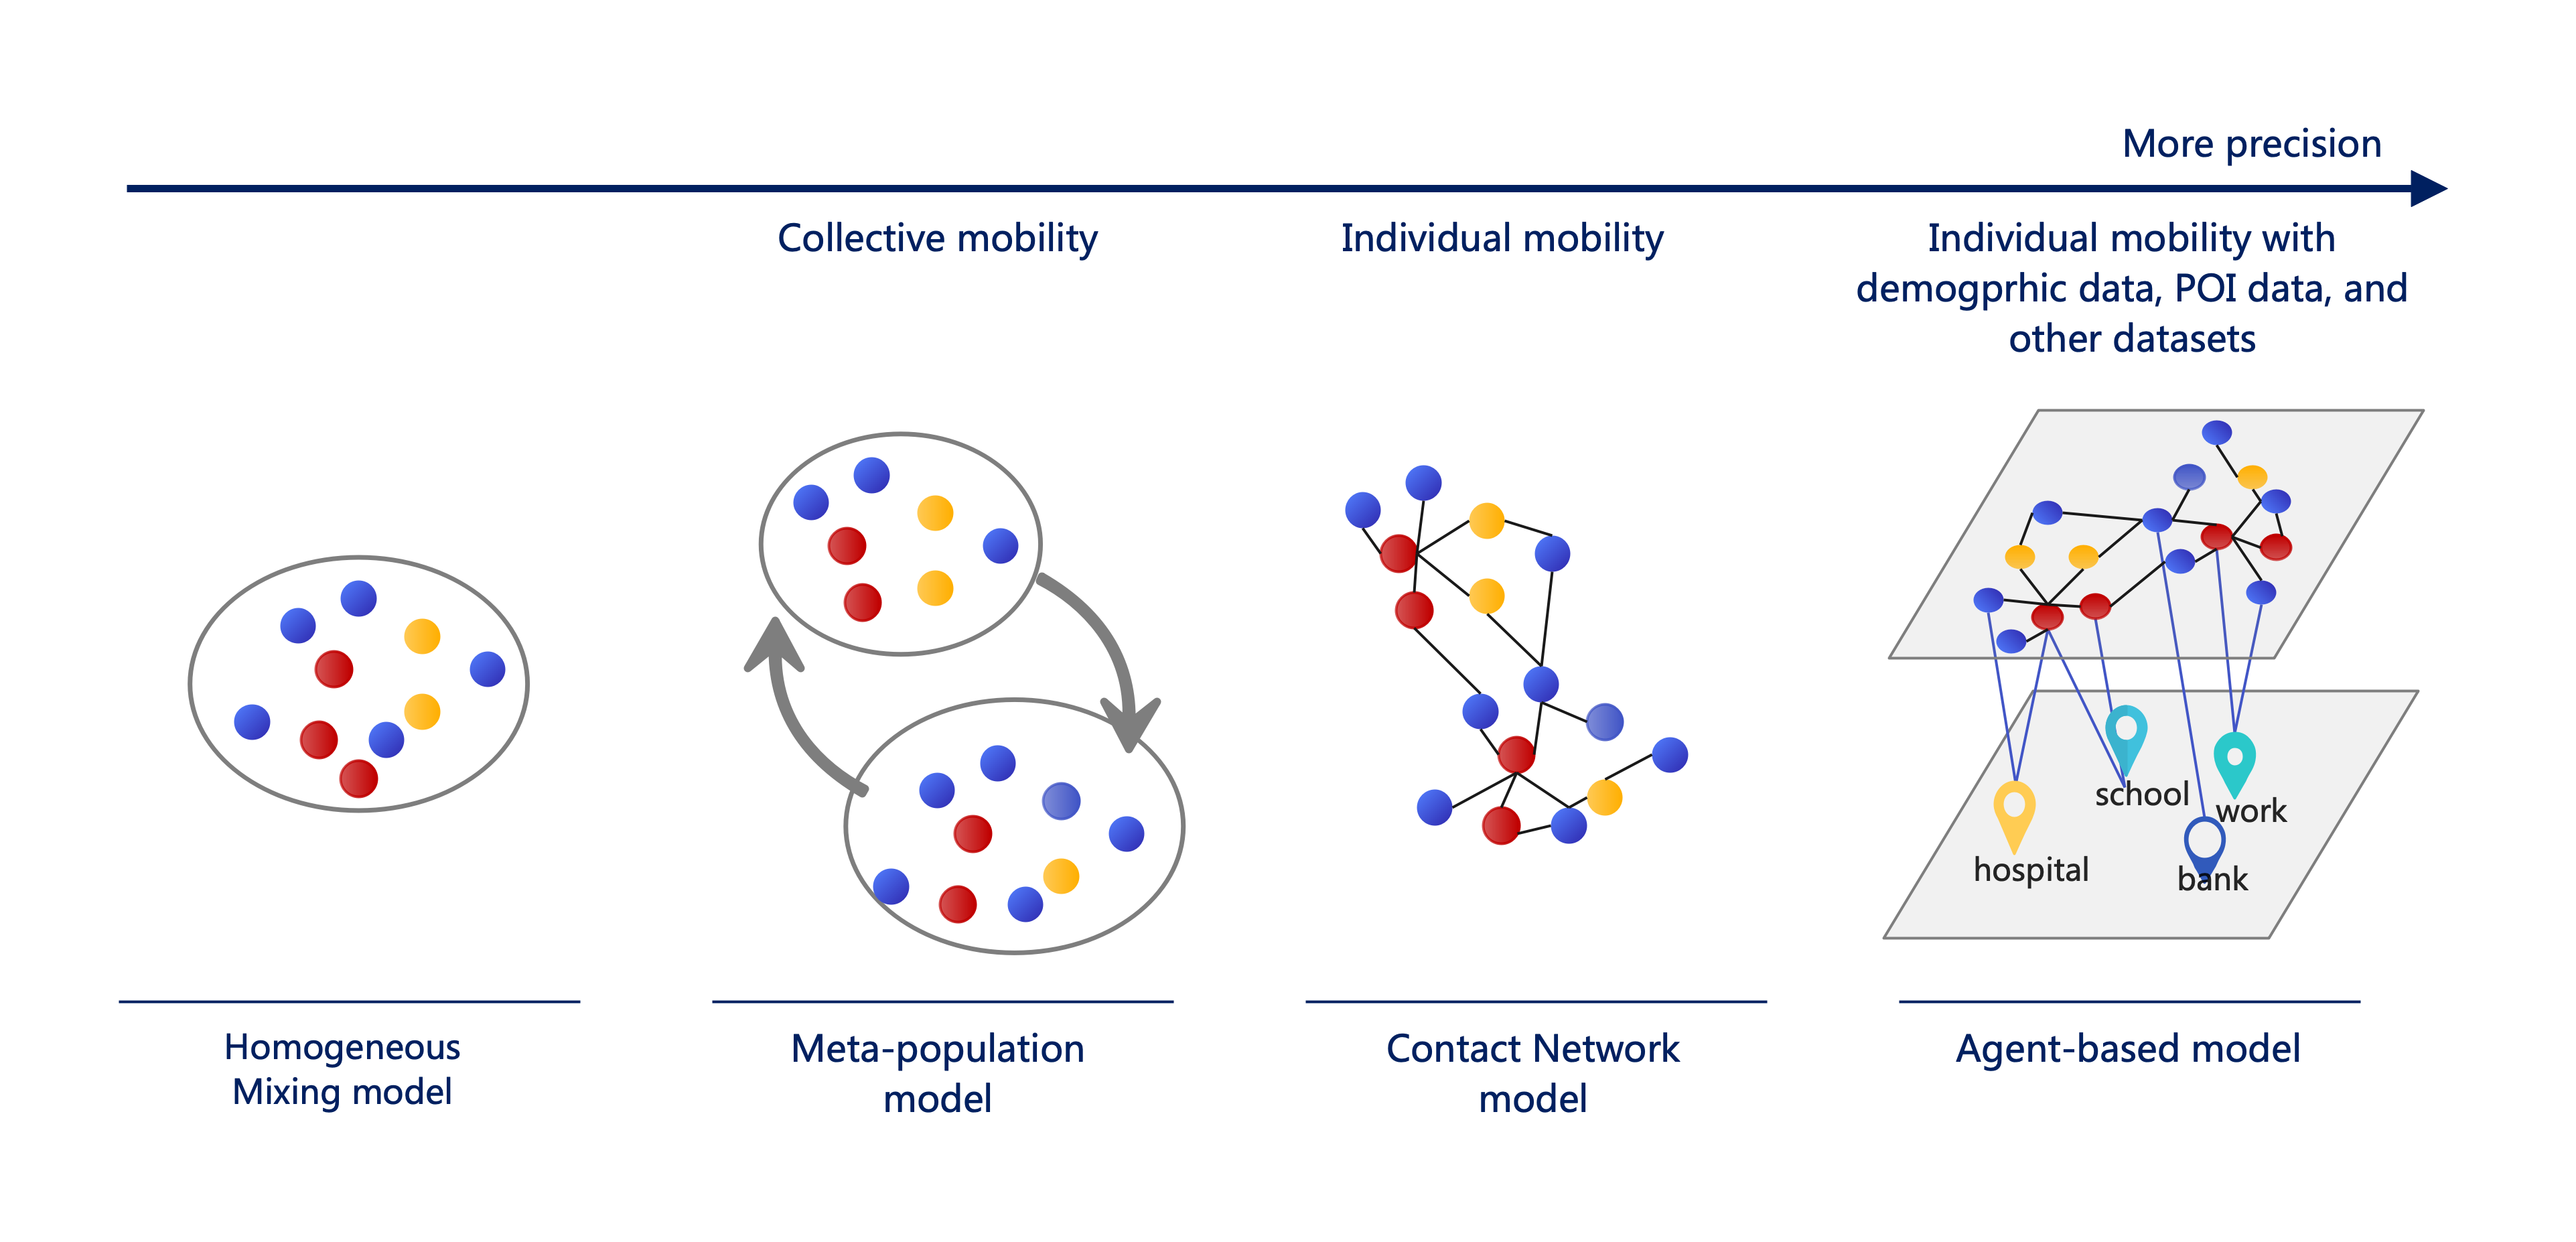 More precision
Collective mobility
Individual mobility
Individual mobility with
demogprhic data, POI data, and
other datasets
school
work
hospital
bank
Homogeneous
Mixing model
Meta-population
model
Contact Network
model
Agent-based model